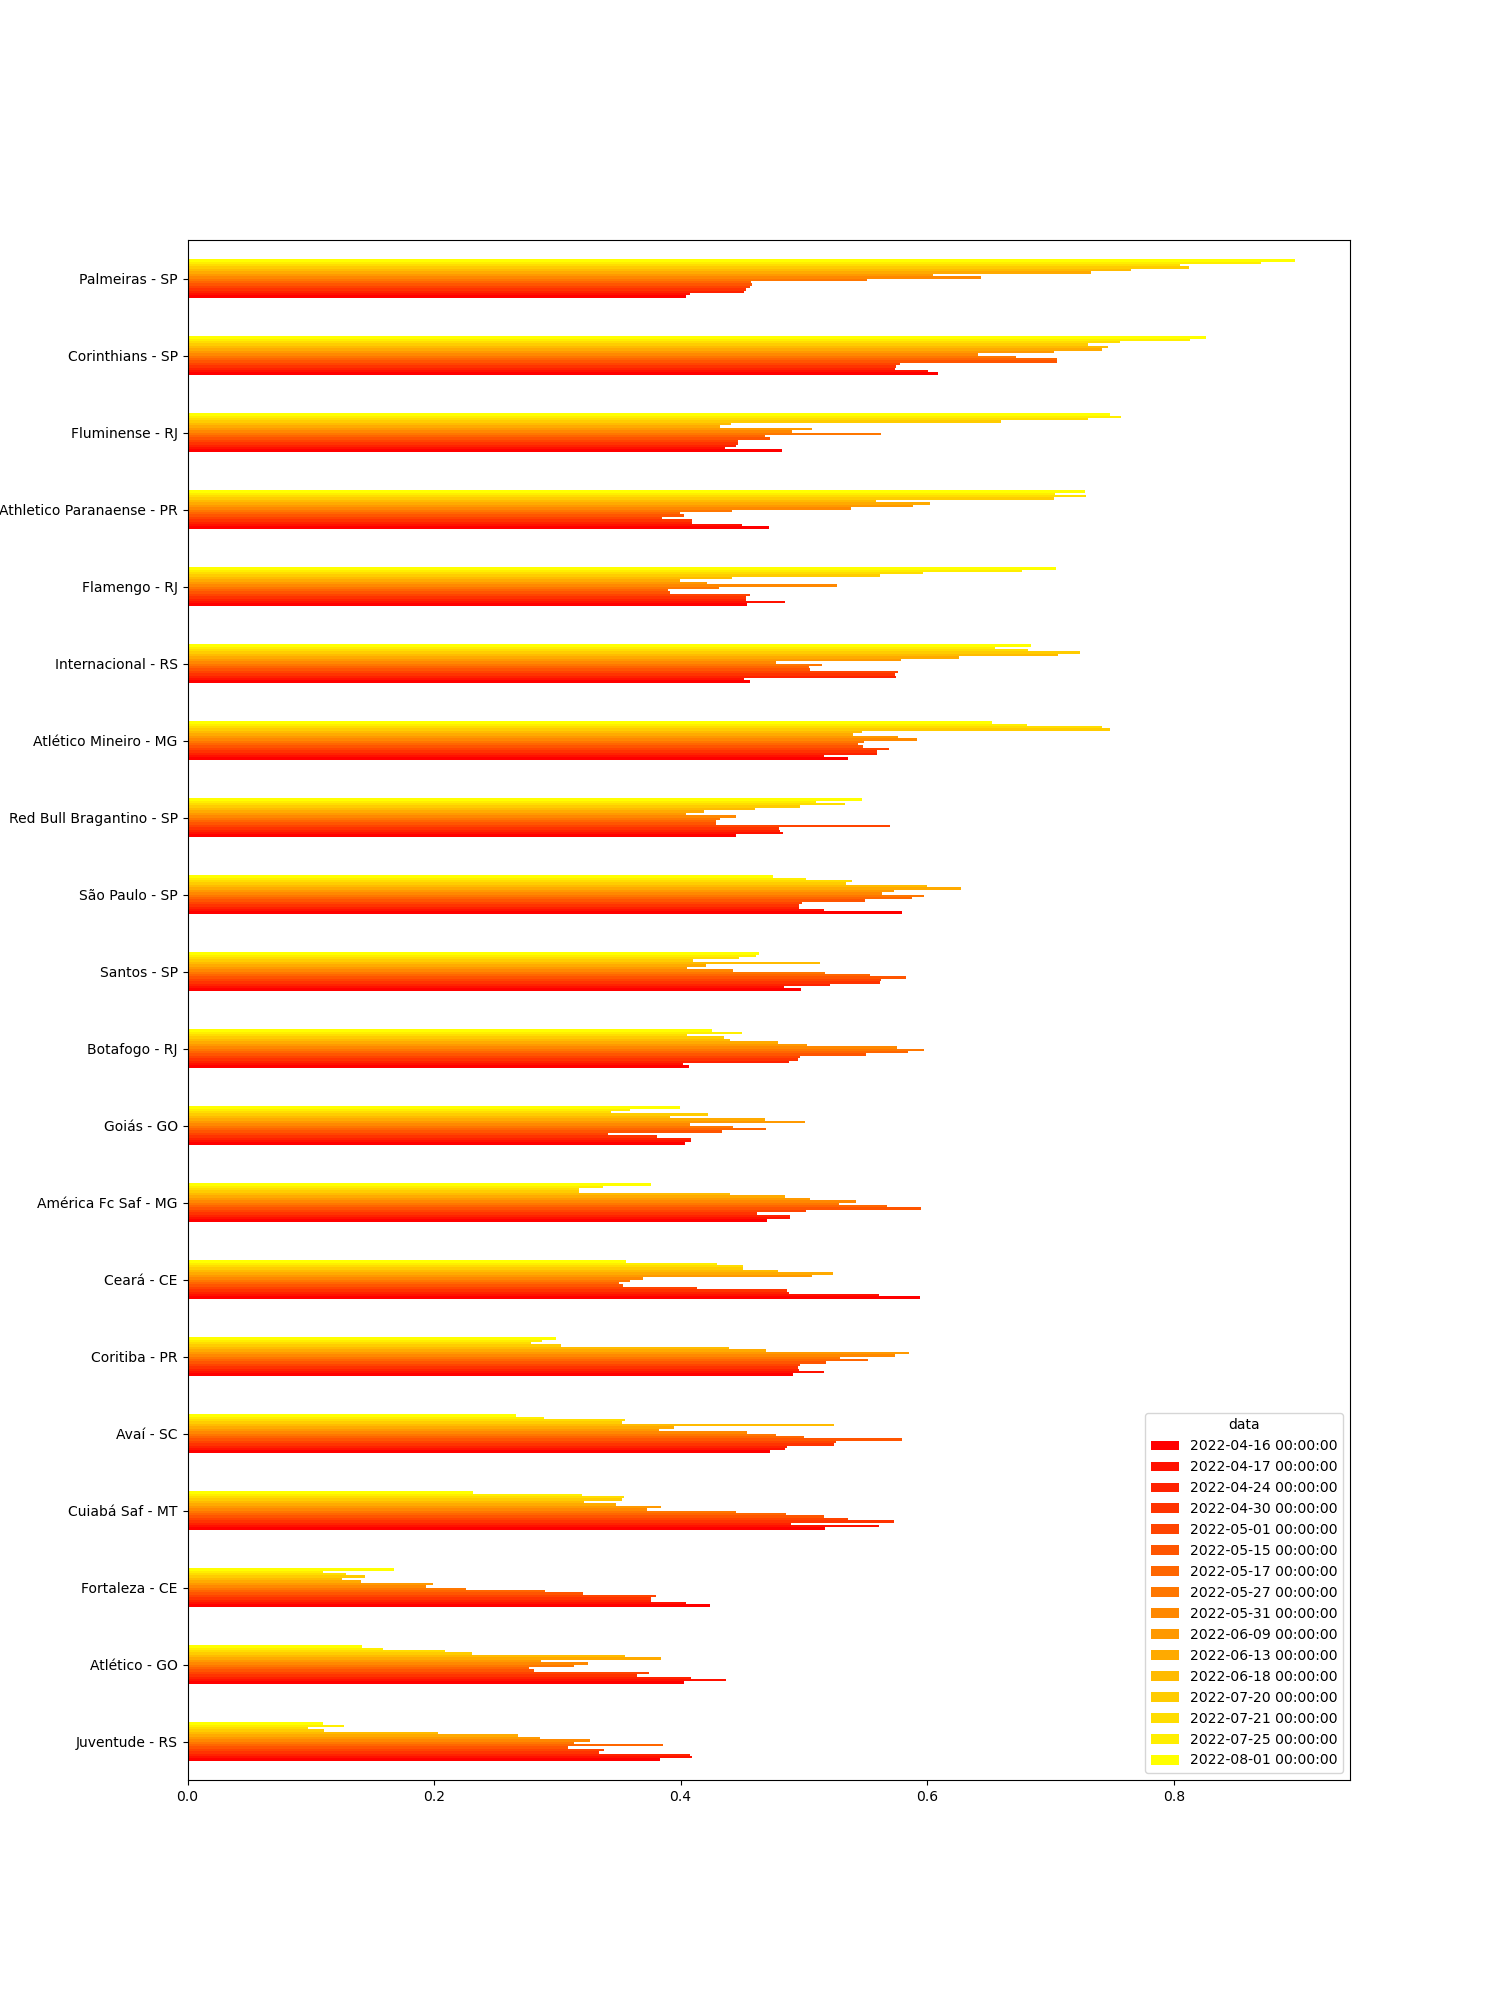 Palmeiras - SP
Corinthians - SP
Fluminense - RJ
Athletico Paranaense - PR
Flamengo - RJ
Internacional - RS
Atlético Mineiro - MG
Red Bull Bragantino - SP
São Paulo - SP
Santos - SP
Botafogo - RJ
Goiás - GO
América Fc Saf - MG
Ceará - CE
Coritiba - PR
Avaí - SC
Cuiabá Saf - MT
Fortaleza - CE
Atlético - GO
Juventude - RS
data
2022-04-16 00:00:00
2022-04-17 00:00:00
2022-04-24 00:00:00
2022-04-30 00:00:00
2022-05-01 00:00:00
2022-05-15 00:00:00
2022-05-17 00:00:00
2022-05-27 00:00:00
2022-05-31 00:00:00
2022-06-09 00:00:00
2022-06-13 00:00:00
2022-06-18 00:00:00
2022-07-20 00:00:00
2022-07-21 00:00:00
2022-07-25 00:00:00
2022-08-01 00:00:00
0.0 0.2 0.4 0.6 0.8